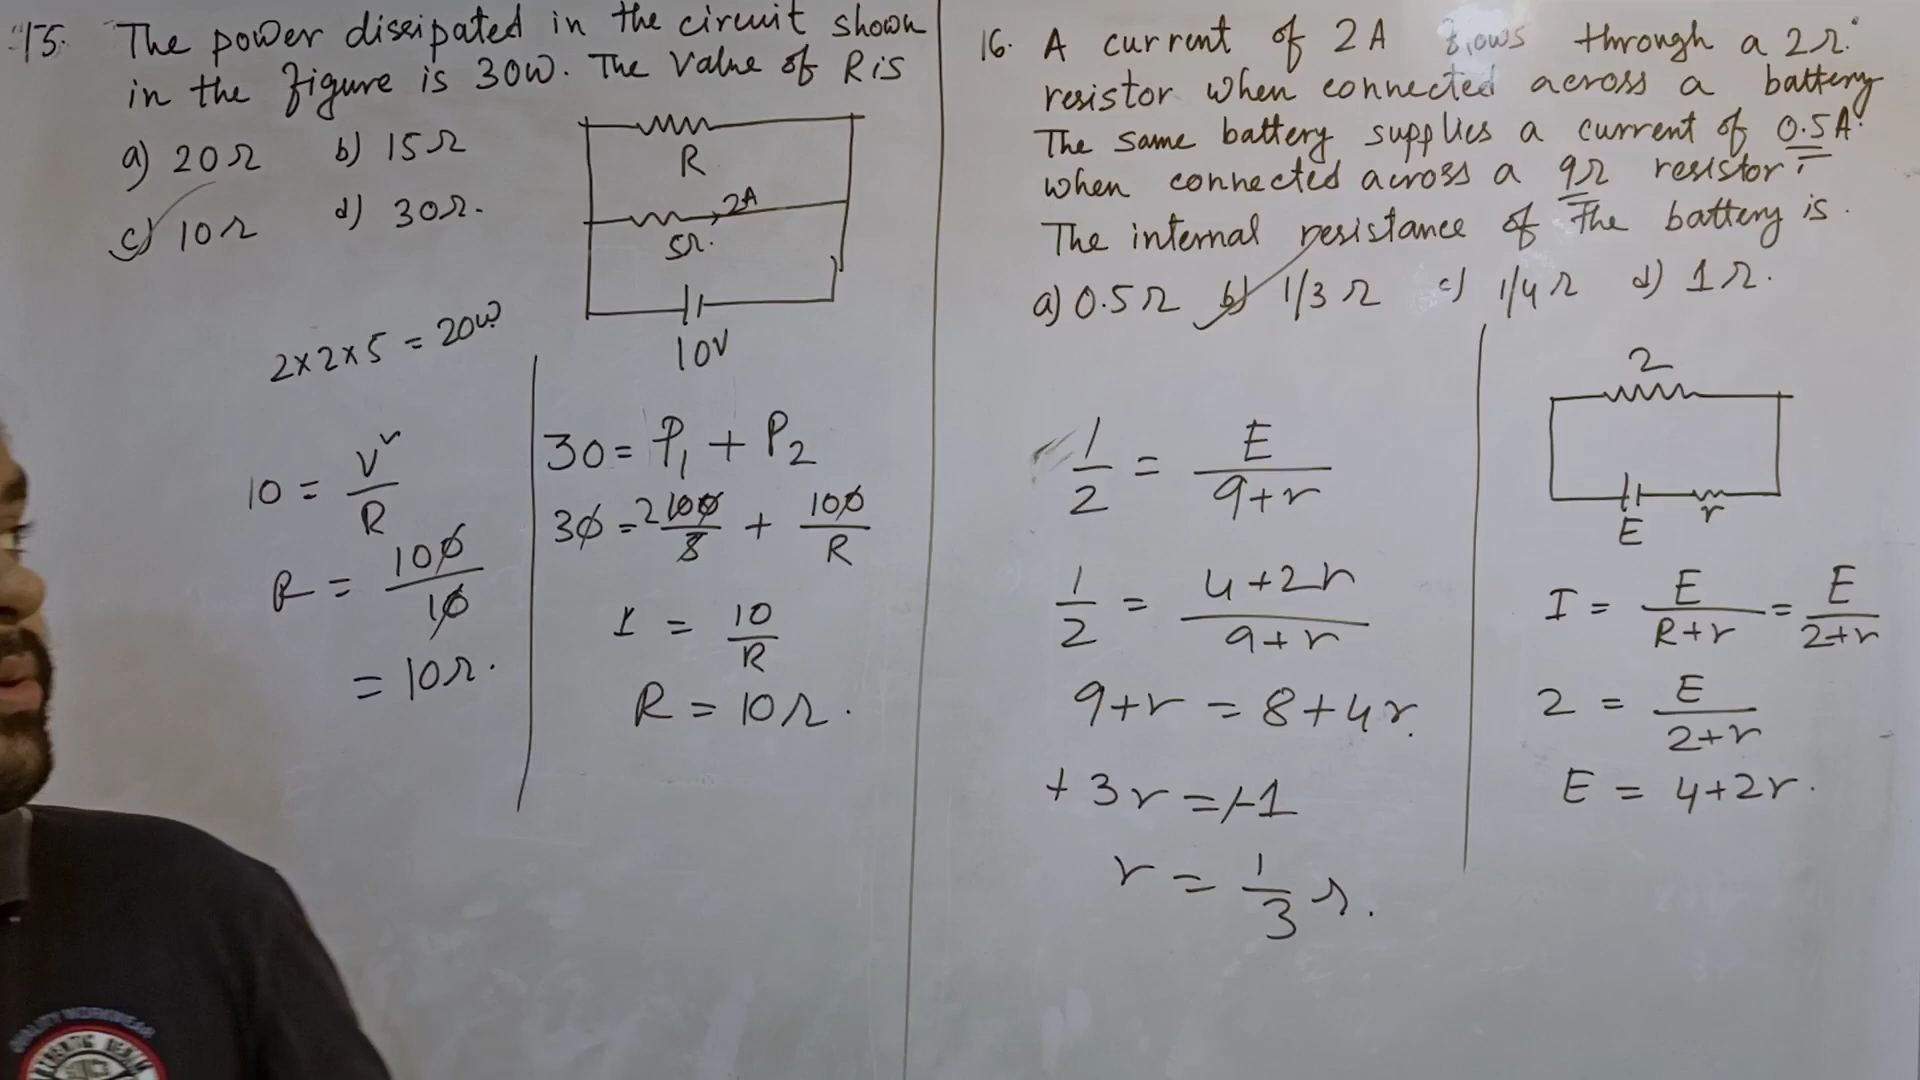 15. The power dissipated in the circuit shown
in the figure is 30W. The Value of R is
a) 20Ω b) 15Ω
c) 10Ω d) 30Ω.
R
2A
5Ω.
10V
2x2x5 = 20W
10 = V²/R
R = 100/10
= 10Ω.
30 = P₁ + P₂
30 = 2 100/5 + 100/R
1 = 10/R
R = 10Ω.
16. A current of 2A flows through a 2Ω
resistor when connected across a battery
The same battery supplies a current of 0.5A
when connected across a 9Ω resistor.
The internal resistance of the battery is.
a) 0.5Ω b) 1/3 Ω c) 1/4 Ω d) 1Ω.
1/2 = E/9+r
1/2 = 4+2r/9+r
9+r = 8+4r.
+3r = +1
r = 1/3 Ω.
2
E r
I = E/R+r = E/2+r
2 = E/2+r
E = 4+2r.
QUALITY WORKWEAR